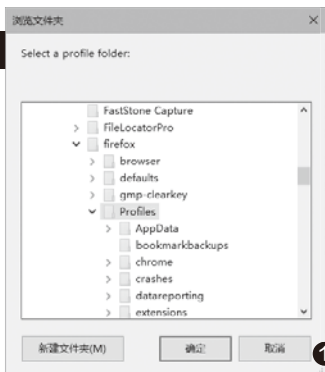 浏览文件夹
Select a profile folder:
FastStone Capture
FileLocatorPro
firefox
browser
defaults
gmp-clearkey
Profiles
AppData
bookmarkbackups
chrome
crashes
datareporting
extensions
新建文件夹(M)
确定
取消
1